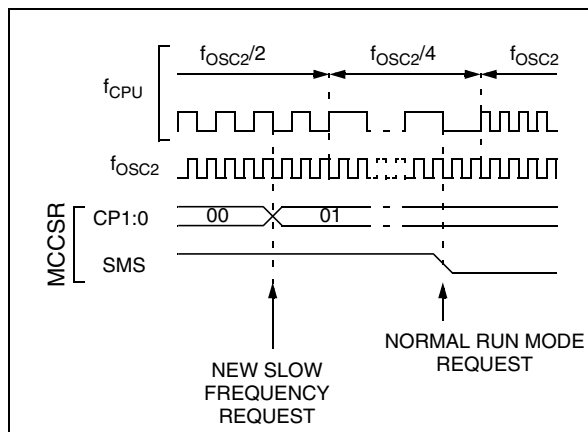 fOSC2/2
fOSC2/4
fOSC2
fCPU
fOSC2
MCCSR
CP1:0
00
01
SMS
NEW SLOW
FREQUENCY
REQUEST
NORMAL RUN MODE
REQUEST